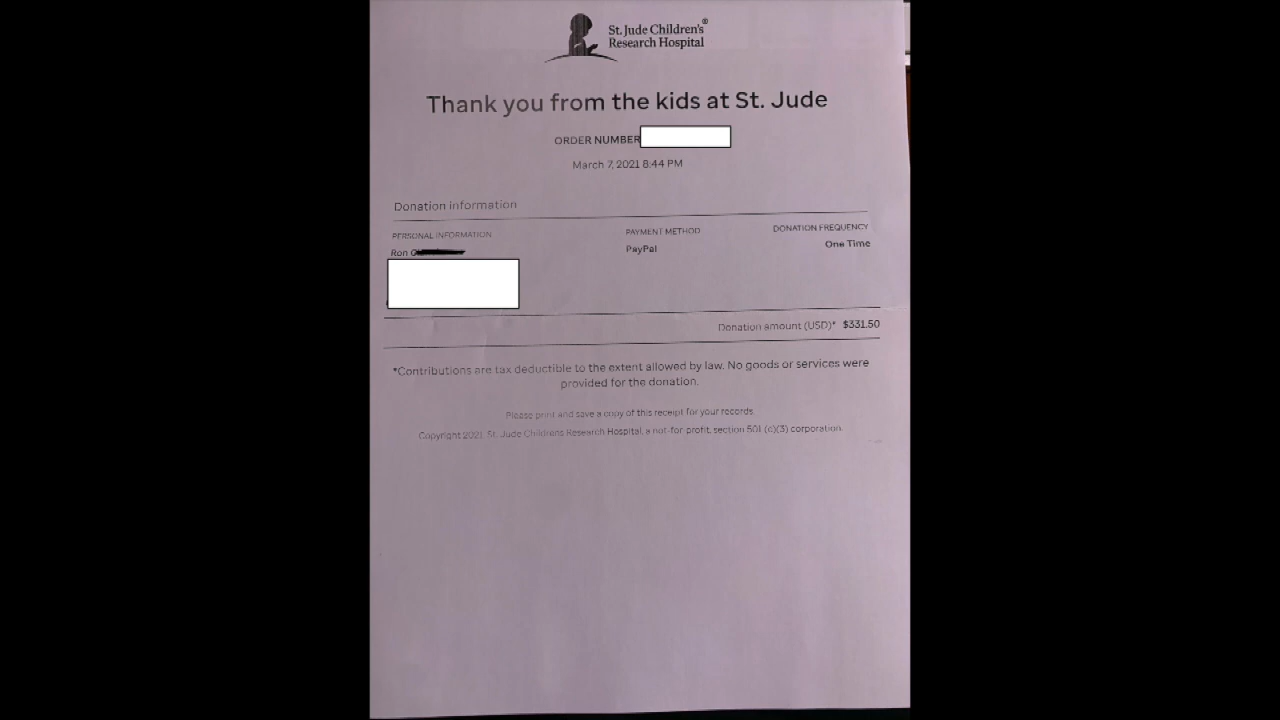 St. Jude Children's®
Research Hospital
Thank you from the kids at St. Jude
ORDER NUMBER
March 7, 2021 8:44 PM
Donation information
PERSONAL INFORMATION PAYMENT METHOD DONATION FREQUENCY
Ron PayPal One Time
Donation amount (USD)* $331.50
*Contributions are tax deductible to the extent allowed by law. No goods or services were
provided for the donation.
Please print and save a copy of this receipt for your records.
Copyright 2021. St. Jude Childrens Research Hospital, a not-for-profit, section 501 (c)(3) corporation.